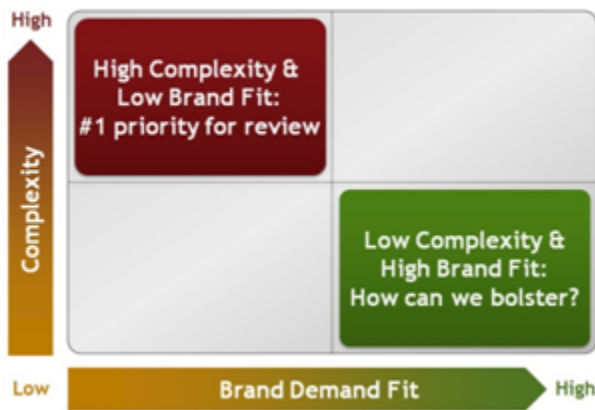 High
High Complexity &
Low Brand Fit:
#1 priority for review
Complexity
Low Complexity &
High Brand Fit:
How can we bolster?
Low
Brand Demand Fit
High